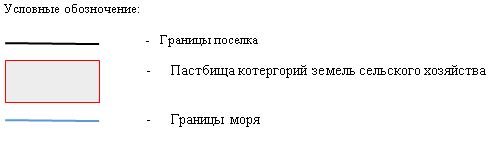 Условные обозначение:
- Границы поселка
- Пастбища котергорий земель сельского хозяйства
- Границы моря